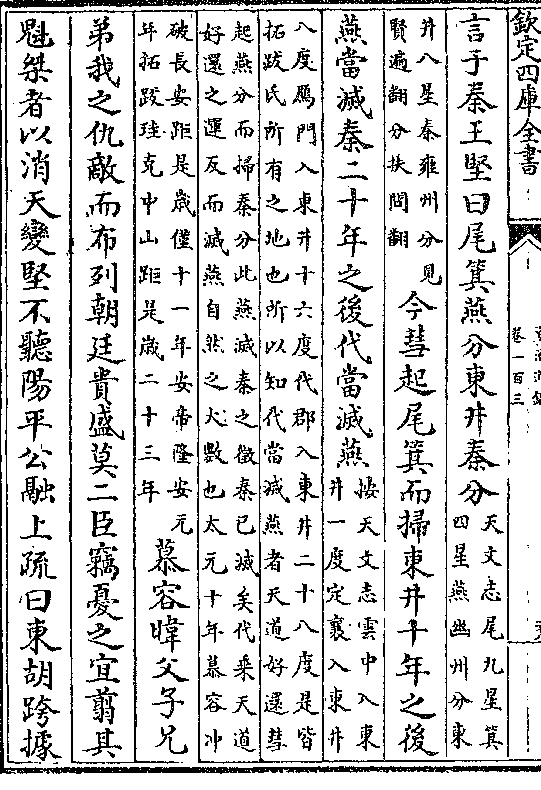 欽定四庫全書
卷一百三
言于秦王堅曰尾箕燕分東井秦分
天文志尾九星箕
四星燕幽州分東
井八星秦雍州分見
賢遍翻分扶問翻
今彗起尾箕而掃東井十年之後
燕當滅秦二十年之後代當滅燕
按天文志雲中入東
井一度定襄入東井
八度鴈門入東井十六度代郡入東井二十八度是皆
拓跋氏所有之地也所以知代當滅燕者天道好還彗
起燕分而掃秦分此燕滅秦之徵秦已滅矣代乘天道
好還之運反而滅燕自然之大數也太元十年慕容冲
破長安距是歲僅十一年安帝隆安元
年拓跋珪克中山距是歲二十三年
慕容暐父子兄
弟我之仇敵而布列朝廷貴盛莫二臣竊憂之宜翦其
魁桀者以消天變堅不聽陽平公融上疏曰東胡跨據